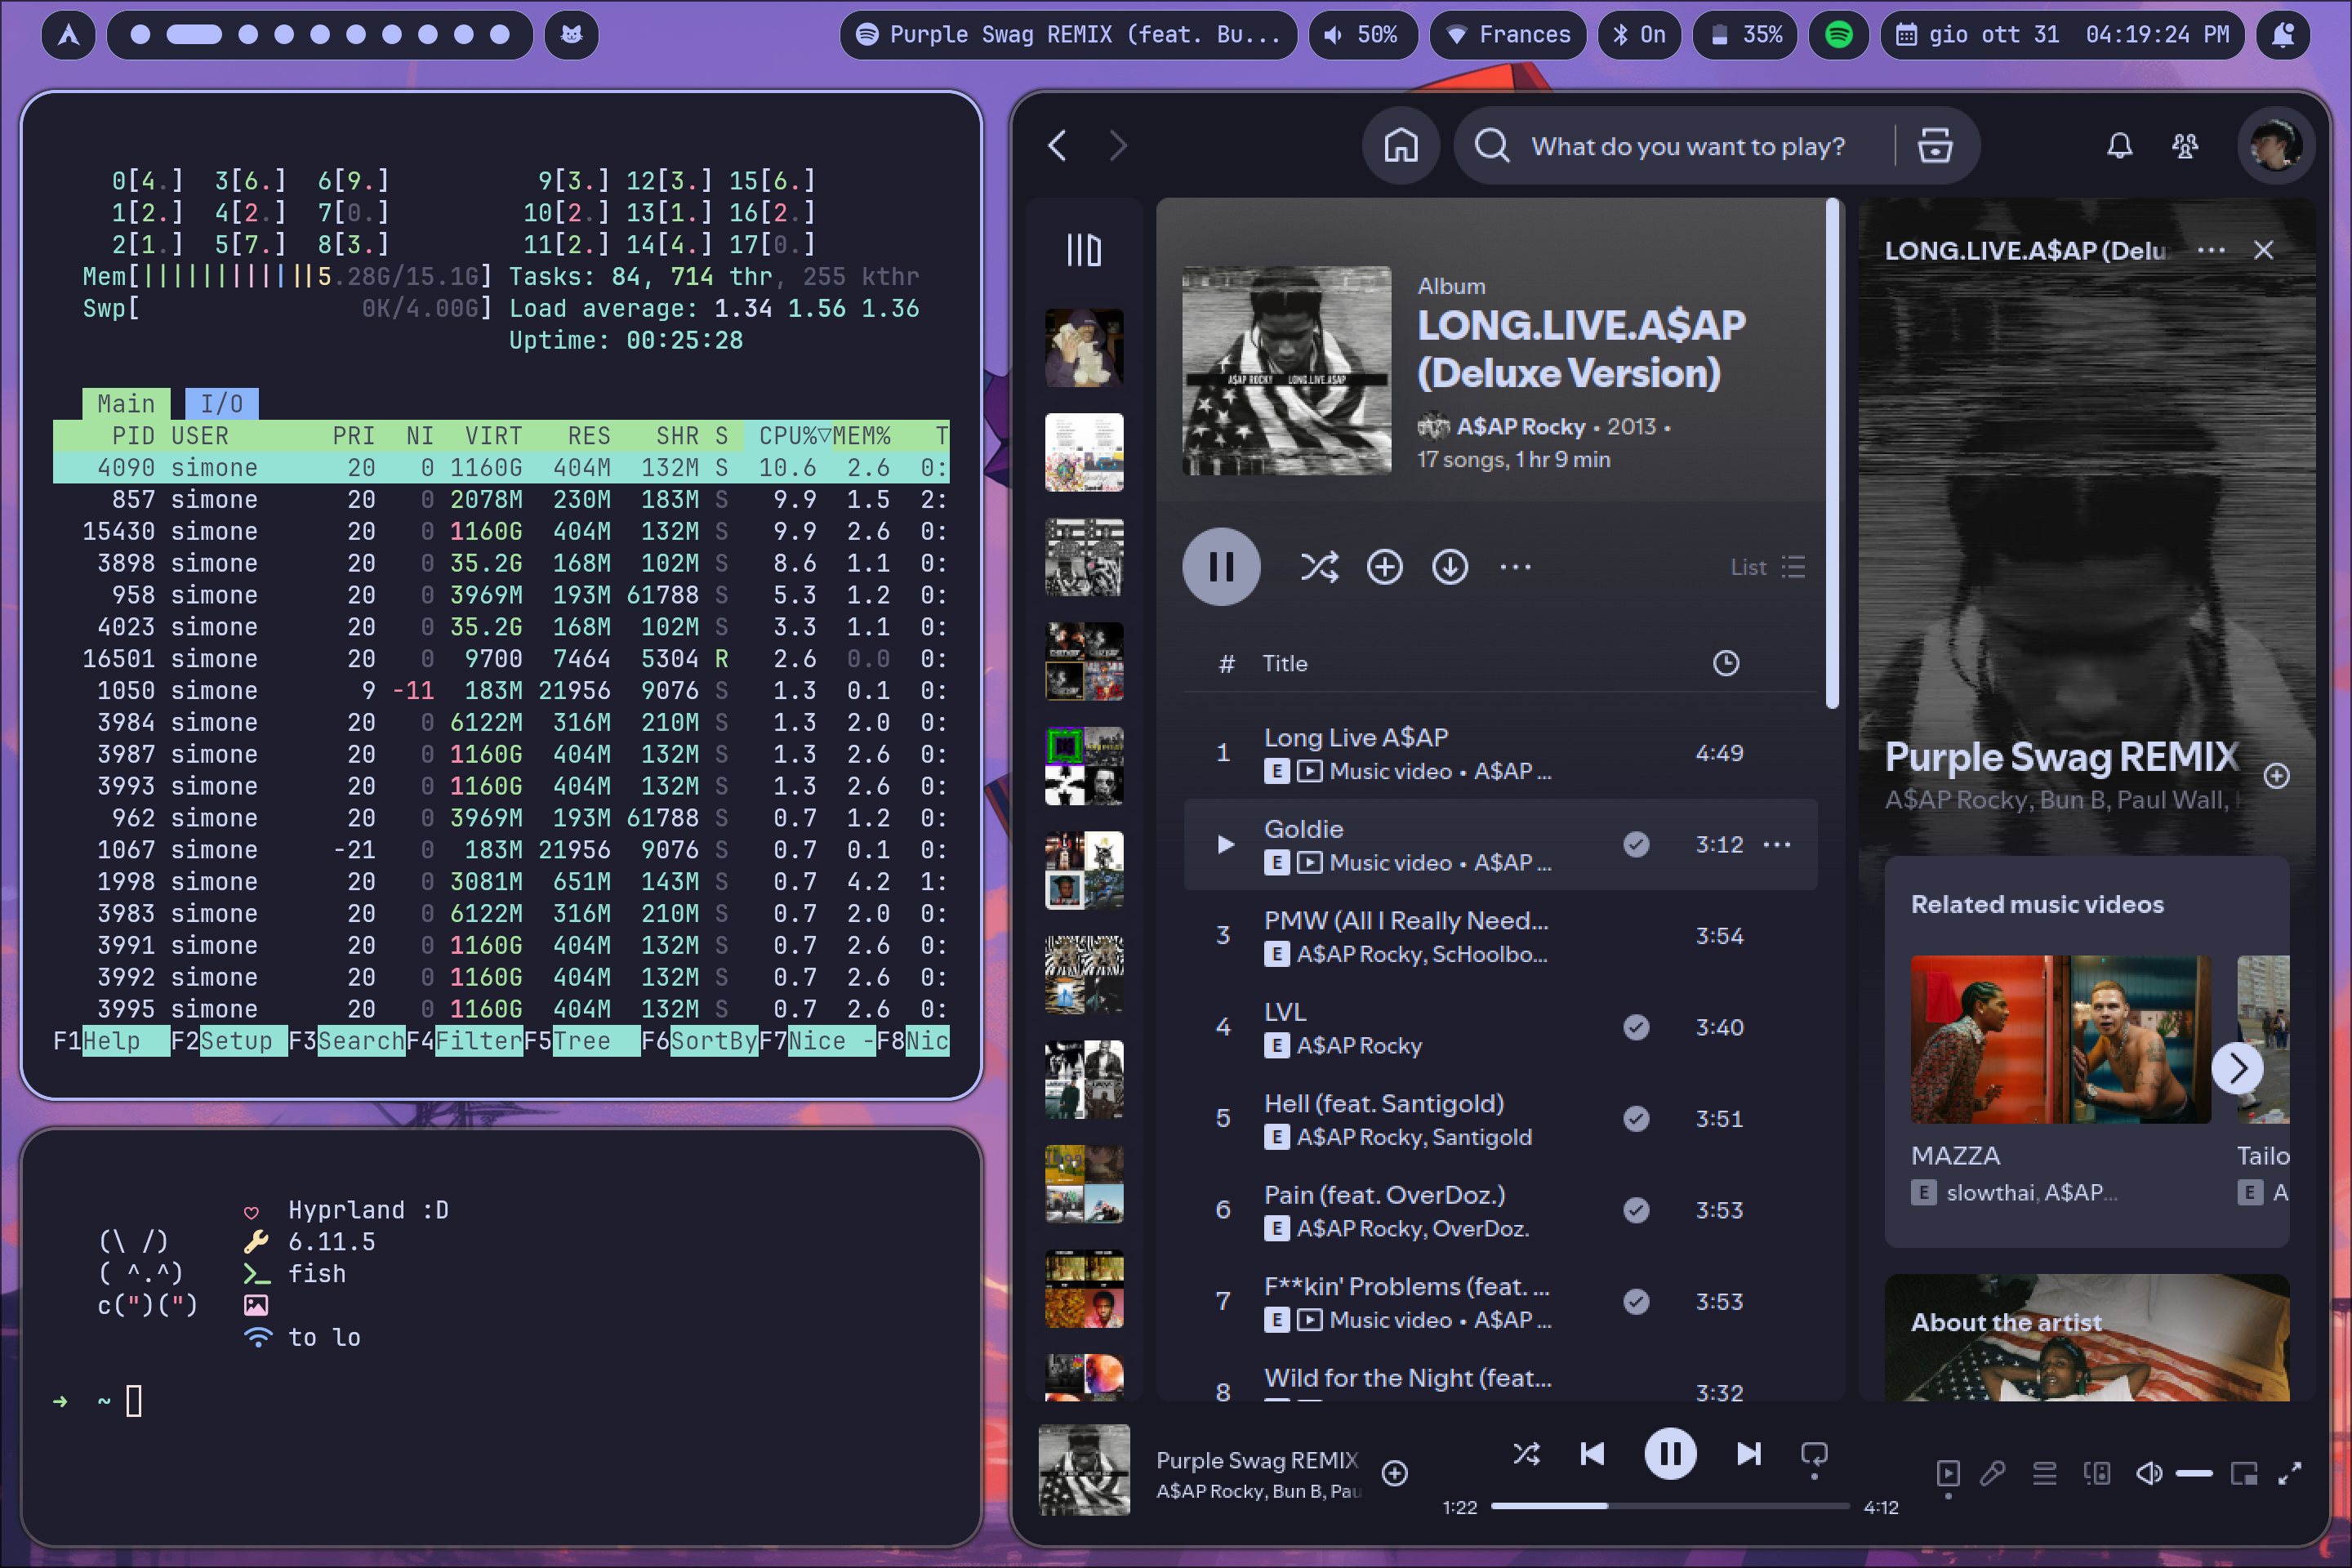 Purple Swag REMIX (feat. Bu...
50%
Frances
On
35%
gio ott 31 04:19:24 PM
0[4.] 3[6.] 6[9.] 9[3.] 12[3.] 15[6.]
1[2.] 4[2.] 7[0.] 10[2.] 13[1.] 16[2.]
2[1.] 5[7.] 8[3.] 11[2.] 14[4.] 17[0.]
Mem[||||||||||||5.28G/15.1G] Tasks: 84, 714 thr, 255 kthr
Swp[ 0K/4.00G] Load average: 1.34 1.56 1.36
Uptime: 00:25:28
Main I/O
PID USER PRI NI VIRT RES SHR S CPU%▽MEM% T
4090 simone 20 0 1160G 404M 132M S 10.6 2.6 0:
857 simone 20 0 2078M 230M 183M S 9.9 1.5 2:
15430 simone 20 0 1160G 404M 132M S 9.9 2.6 0:
3898 simone 20 0 35.2G 168M 102M S 8.6 1.1 0:
958 simone 20 0 3969M 193M 61788 S 5.3 1.2 0:
4023 simone 20 0 35.2G 168M 102M S 3.3 1.1 0:
16501 simone 20 0 9700 7464 5304 R 2.6 0.0 0:
1050 simone 9 -11 183M 21956 9076 S 1.3 0.1 0:
3984 simone 20 0 6122M 316M 210M S 1.3 2.0 0:
3987 simone 20 0 1160G 404M 132M S 1.3 2.6 0:
3993 simone 20 0 1160G 404M 132M S 1.3 2.6 0:
962 simone 20 0 3969M 193M 61788 S 0.7 1.2 0:
1067 simone -21 0 183M 21956 9076 S 0.7 0.1 0:
1998 simone 20 0 3081M 651M 143M S 0.7 4.2 1:
3983 simone 20 0 6122M 316M 210M S 0.7 2.0 0:
3991 simone 20 0 1160G 404M 132M S 0.7 2.6 0:
3992 simone 20 0 1160G 404M 132M S 0.7 2.6 0:
3995 simone 20 0 1160G 404M 132M S 0.7 2.6 0:
F1Help F2Setup F3SearchF4FilterF5Tree F6SortByF7Nice -F8Nic
Hyprland :D
(\ /) 6.11.5
( ^.^) fish
c(")(")
to lo
➜ ~
What do you want to play?
A$AP ROCKY LONG.LIVE.A$AP
Album
LONG.LIVE.A$AP
(Deluxe Version)
A$AP Rocky • 2013 •
17 songs, 1 hr 9 min
List
# Title
1 Long Live A$AP 4:49
E Music video • A$AP ...
Goldie 3:12
E Music video • A$AP ...
3 PMW (All I Really Need... 3:54
E A$AP Rocky, ScHoolbo...
4 LVL 3:40
E A$AP Rocky
5 Hell (feat. Santigold) 3:51
E A$AP Rocky, Santigold
6 Pain (feat. OverDoz.) 3:53
E A$AP Rocky, OverDoz.
7 F**kin' Problems (feat. ... 3:53
E Music video • A$AP ...
8 Wild for the Night (feat... 3:32
LONG.LIVE.A$AP (Delu
Purple Swag REMIX
A$AP Rocky, Bun B, Paul Wall,
Related music videos
MAZZA
E slowthai, A$AP...
Tailo
E A
About the artist
Purple Swag REMIX
A$AP Rocky, Bun B, Pau
1:22
4:12